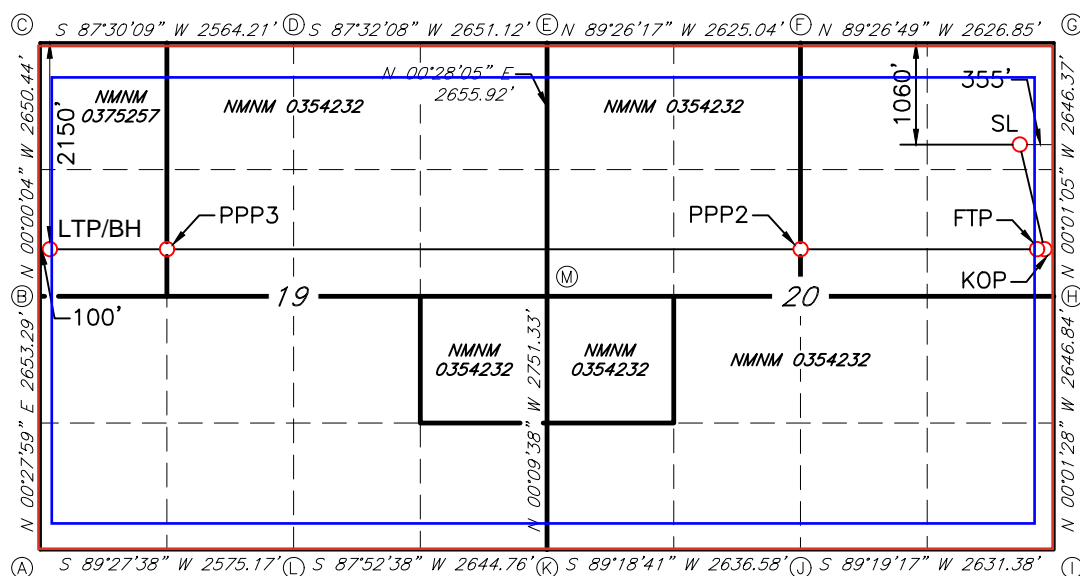 C S 87°30'09" W 2564.21' D S 87°32'08" W 2651.12' E N 89°26'17" W 2625.04' F N 89°26'49" W 2626.85' G
N 00°28'05" E
2655.92'
NMNM
0375257
NMNM 0354232
NMNM 0354232
1060'
355'
SL
2150'
N 00°00'04" W 2650.44'
N 00°01'05" W 2646.37'
LTP/BH
PPP3
PPP2
FTP
KOP
M
B
19
20
H
100'
NMNM
0354232
NMNM
0354232
NMNM 0354232
N 00°27'59" E 2653.29'
N 00°09'38" W 2751.33'
N 00°01'28" W 2646.84'
A S 89°27'38" W 2575.17' L S 87°52'38" W 2644.76' K S 89°18'41" W 2636.58' J S 89°19'17" W 2631.38' I